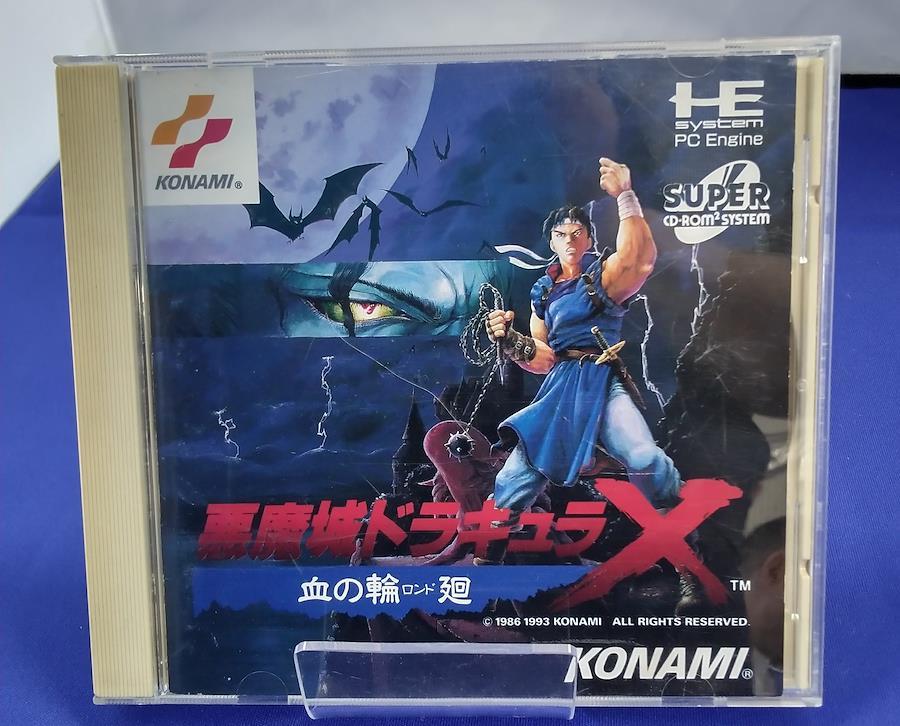 KONAMI®
HE
system
PC Engine
SUPER
CD-ROM² SYSTEM
悪魔城ドラキュラX
™
血の輪ロンド廻
© 1986 1993 KONAMI ALL RIGHTS RESERVED.
KONAMI®